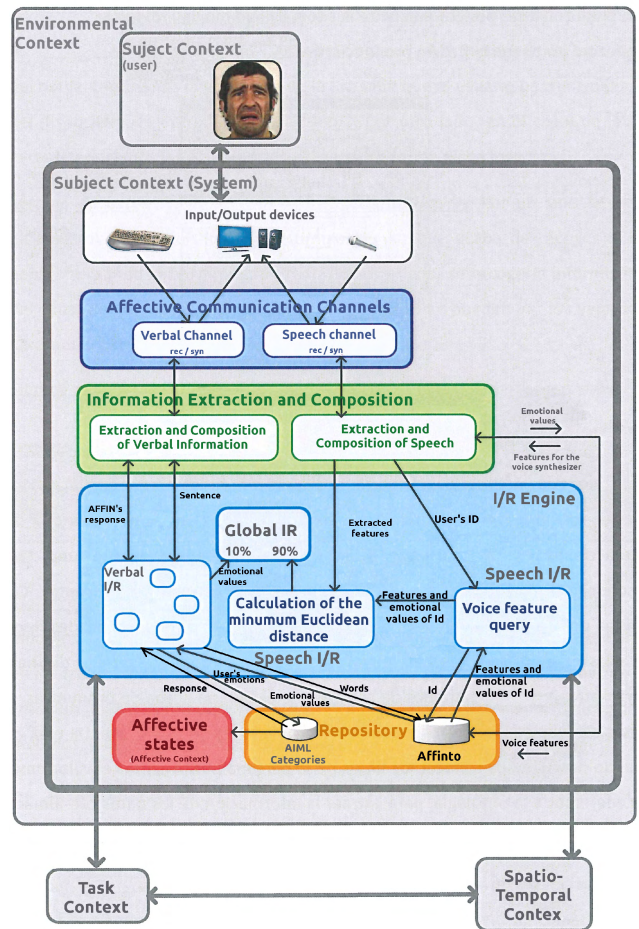 Environmental
Context
Suject Context
(user)
Subject Context (System)
Input/Output devices
Affective Communication Channels
Verbal Channel
rec / syn
Speech channel
rec / syn
Information Extraction and Composition
Extraction and Composition
of Verbal Information
Extraction and
Composition of Speech
Emotional
values
Features for the
voice synthesizer
I/R Engine
AFFIN's
response
Sentence
Global IR
10% 90%
Extracted
features
User's ID
Verbal
I/R
Emotional
values
Speech I/R
Calculation of the
minumum Euclidean
distance
Features and
emotional
values of Id
Voice feature
query
Speech I/R
Response
User's
emotions
Emotional
values
Words
Id
Features and
emotional
values of Id
Affective
states
(Affective Context)
Repository
AIML
Categories
Affinto
Voice features
Task
Context
Spatio-
Temporal
Contex